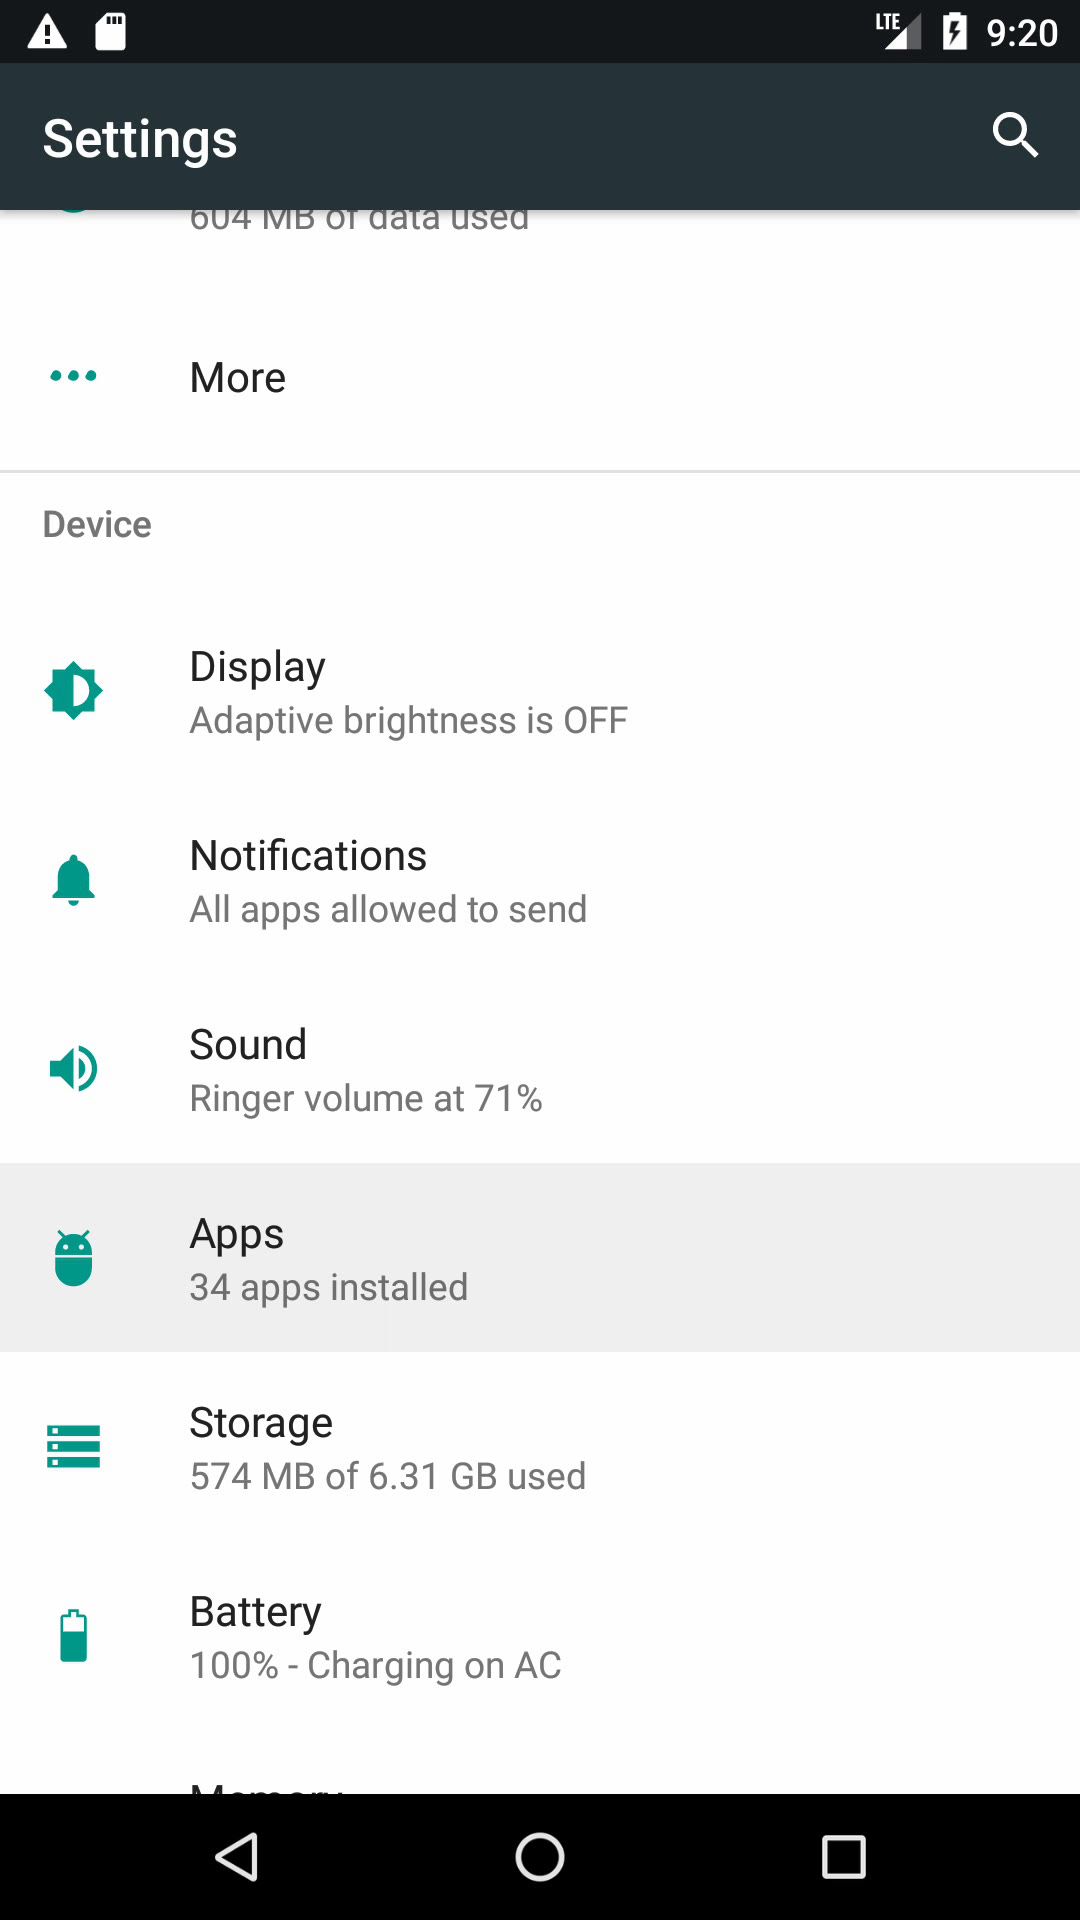 LTE 9:20
Settings
604 MB of data used
More
Device
Display
Adaptive brightness is OFF
Notifications
All apps allowed to send
Sound
Ringer volume at 71%
Apps
34 apps installed
Storage
574 MB of 6.31 GB used
Battery
100% - Charging on AC
Memory